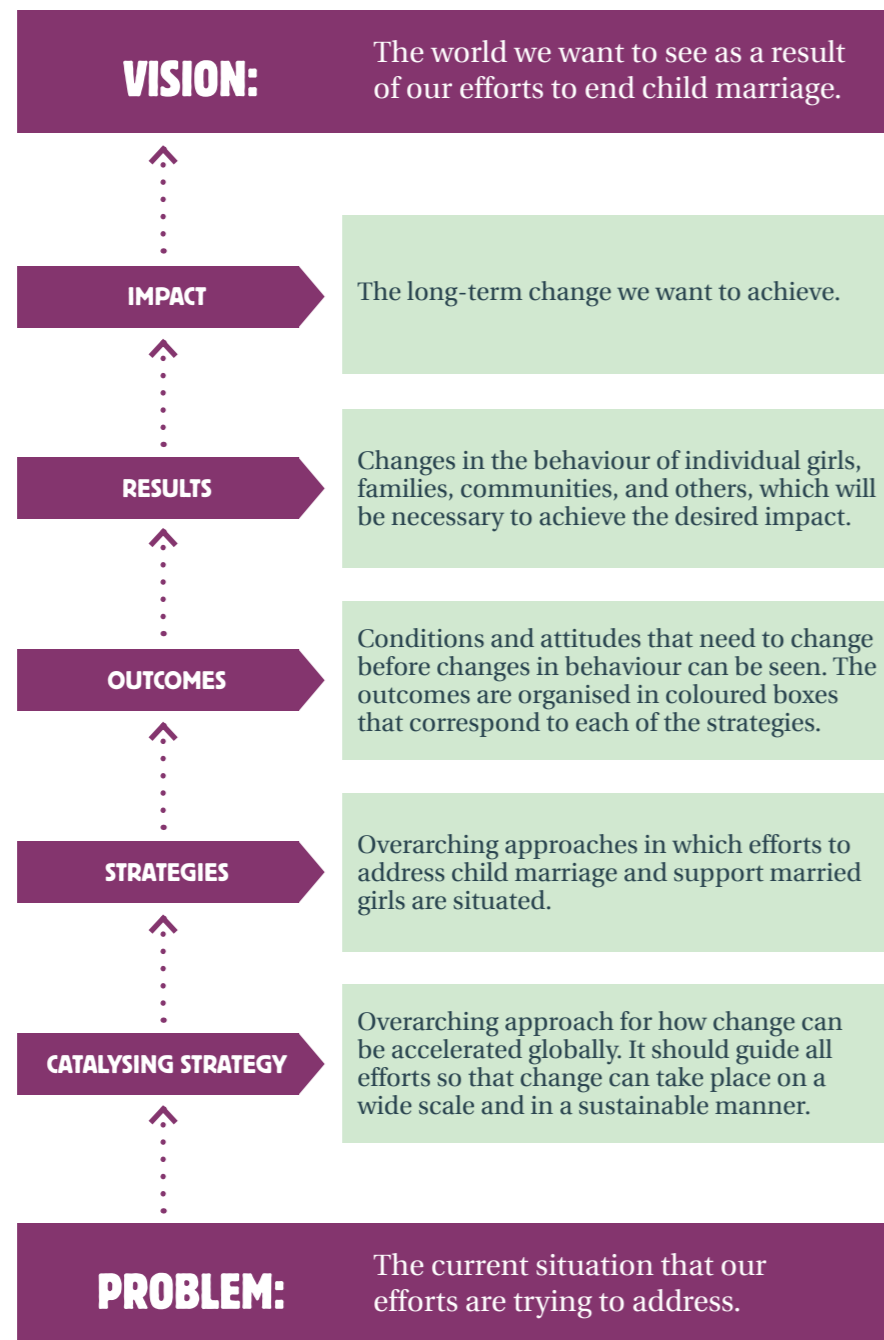 VISION:
The world we want to see as a result
of our efforts to end child marriage.
IMPACT
The long-term change we want to achieve.
RESULTS
Changes in the behaviour of individual girls,
families, communities, and others, which will
be necessary to achieve the desired impact.
OUTCOMES
Conditions and attitudes that need to change
before changes in behaviour can be seen. The
outcomes are organised in coloured boxes
that correspond to each of the strategies.
STRATEGIES
Overarching approaches in which efforts to
address child marriage and support married
girls are situated.
CATALYSING STRATEGY
Overarching approach for how change can
be accelerated globally. It should guide all
efforts so that change can take place on a
wide scale and in a sustainable manner.
PROBLEM:
The current situation that our
efforts are trying to address.